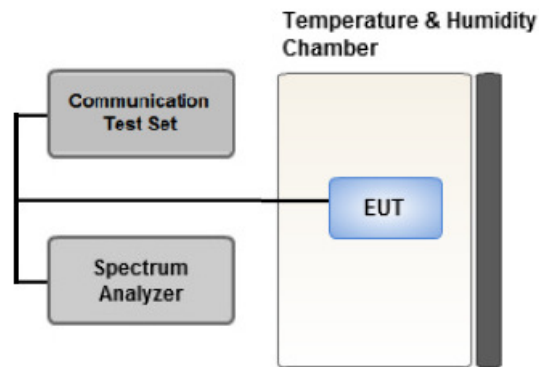 Temperature & Humidity
Chamber
Communication
Test Set
EUT
Spectrum
Analyzer